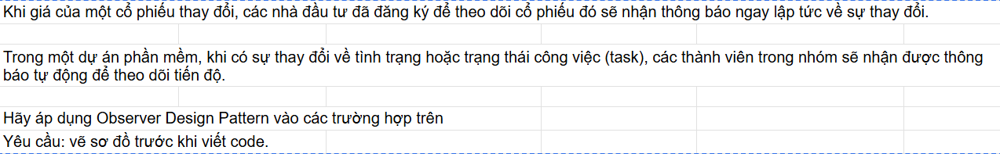 Khi giá của một cổ phiếu thay đổi, các nhà đầu tư đã đăng ký để theo dõi cổ phiếu đó sẽ nhận thông báo ngay lập tức về sự thay đổi.
Trong một dự án phần mềm, khi có sự thay đổi về tình trạng hoặc trạng thái công việc (task), các thành viên trong nhóm sẽ nhận được thông
báo tự động để theo dõi tiến độ.
Hãy áp dụng Observer Design Pattern vào các trường hợp trên
Yêu cầu: vẽ sơ đồ trước khi viết code.